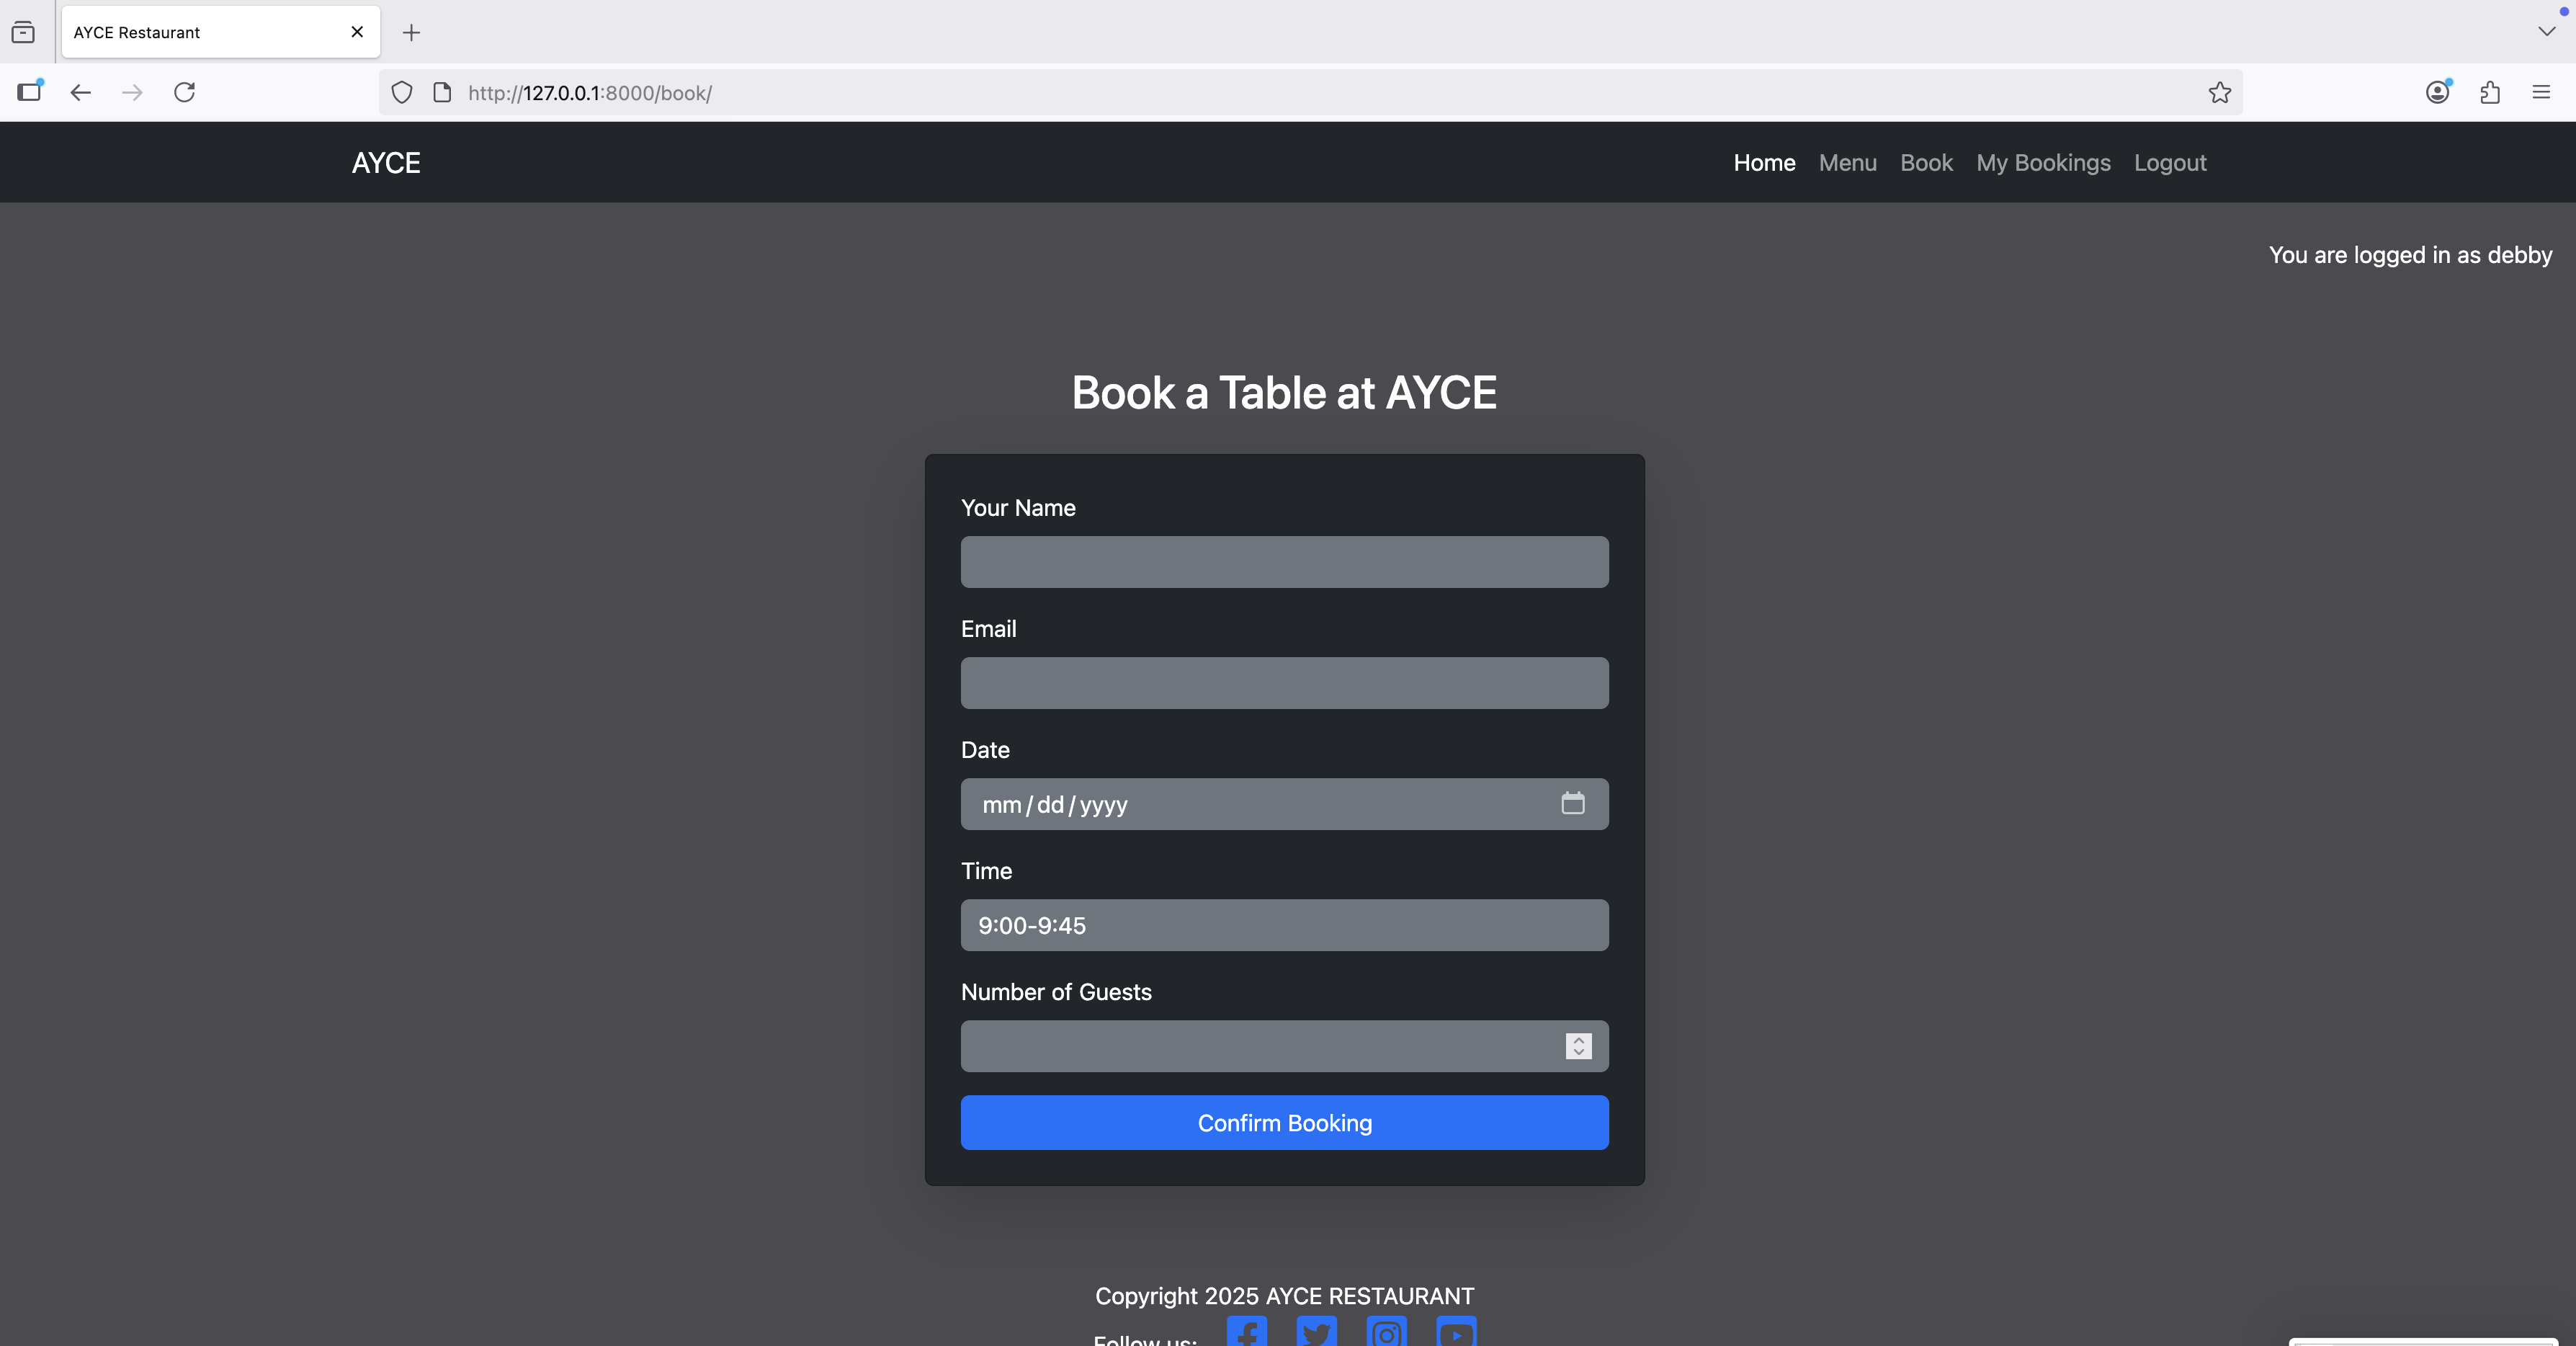 AYCE Restaurant
http://127.0.0.1:8000/book/
AYCE
Home Menu Book My Bookings Logout
You are logged in as debby
Book a Table at AYCE
Your Name
Email
Date
mm/dd/yyyy
Time
9:00-9:45
Number of Guests
Confirm Booking
Copyright 2025 AYCE RESTAURANT
Follow us: